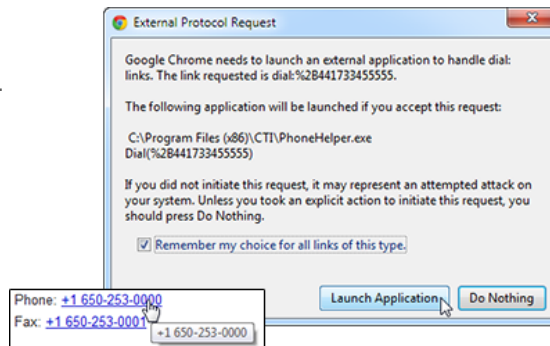 External Protocol Request
Google Chrome needs to launch an external application to handle dial:
links. The link requested is dial:%2B441733455555.
The following application will be launched if you accept this request:
C:\Program Files (x86)\CTI\PhoneHelper.exe
Dial(%2B441733455555)
If you did not initiate this request, it may represent an attempted attack on
your system. Unless you took an explicit action to initiate this request, you
should press Do Nothing.
Remember my choice for all links of this type.
Launch Application
Do Nothing
Phone: +1 650-253-0000
Fax: +1 650-253-0001
+1 650-253-0000